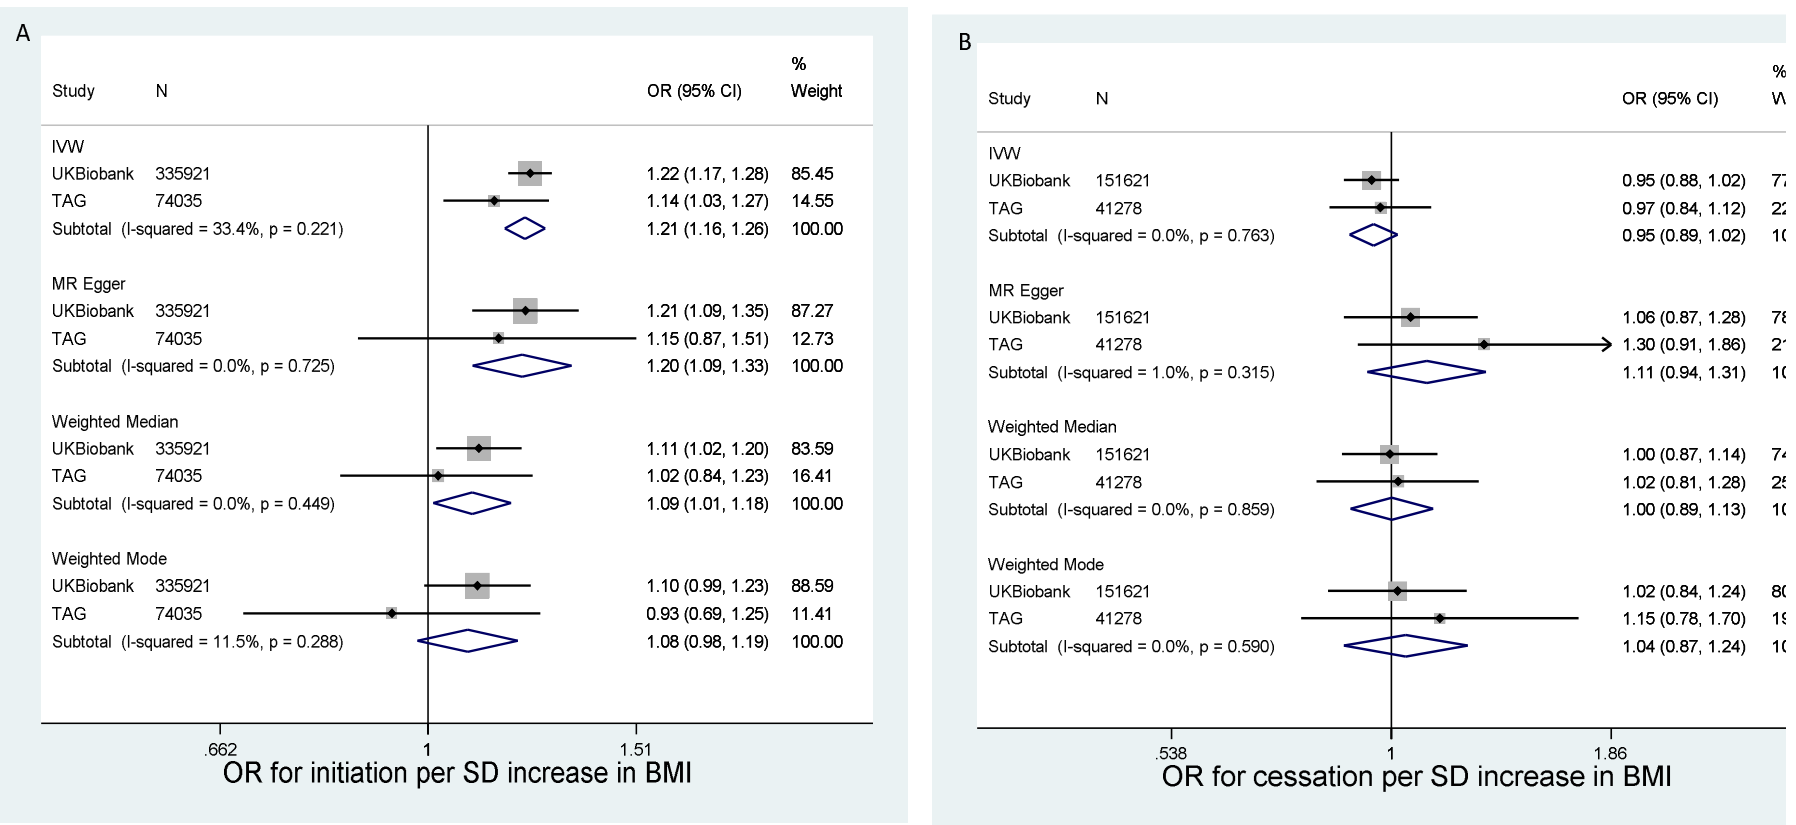 A
%
Study N OR (95% CI) Weight
IVW
UKBiobank 335921 1.22 (1.17, 1.28) 85.45
TAG 74035 1.14 (1.03, 1.27) 14.55
Subtotal (I-squared = 33.4%, p = 0.221) 1.21 (1.16, 1.26) 100.00
MR Egger
UKBiobank 335921 1.21 (1.09, 1.35) 87.27
TAG 74035 1.15 (0.87, 1.51) 12.73
Subtotal (I-squared = 0.0%, p = 0.725) 1.20 (1.09, 1.33) 100.00
Weighted Median
UKBiobank 335921 1.11 (1.02, 1.20) 83.59
TAG 74035 1.02 (0.84, 1.23) 16.41
Subtotal (I-squared = 0.0%, p = 0.449) 1.09 (1.01, 1.18) 100.00
Weighted Mode
UKBiobank 335921 1.10 (0.99, 1.23) 88.59
TAG 74035 0.93 (0.69, 1.25) 11.41
Subtotal (I-squared = 11.5%, p = 0.288) 1.08 (0.98, 1.19) 100.00
.662 1 1.51
OR for initiation per SD increase in BMI
B
%
Study N OR (95% CI)
IVW
UKBiobank 151621 0.95 (0.88, 1.02) 77
TAG 41278 0.97 (0.84, 1.12) 22
Subtotal (I-squared = 0.0%, p = 0.763) 0.95 (0.89, 1.02) 10
MR Egger
UKBiobank 151621 1.06 (0.87, 1.28) 78
TAG 41278 1.30 (0.91, 1.86) 21
Subtotal (I-squared = 1.0%, p = 0.315) 1.11 (0.94, 1.31) 10
Weighted Median
UKBiobank 151621 1.00 (0.87, 1.14) 74
TAG 41278 1.02 (0.81, 1.28) 25
Subtotal (I-squared = 0.0%, p = 0.859) 1.00 (0.89, 1.13) 10
Weighted Mode
UKBiobank 151621 1.02 (0.84, 1.24) 80
TAG 41278 1.15 (0.78, 1.70) 19
Subtotal (I-squared = 0.0%, p = 0.590) 1.04 (0.87, 1.24) 10
.538 1 1.86
OR for cessation per SD increase in BMI